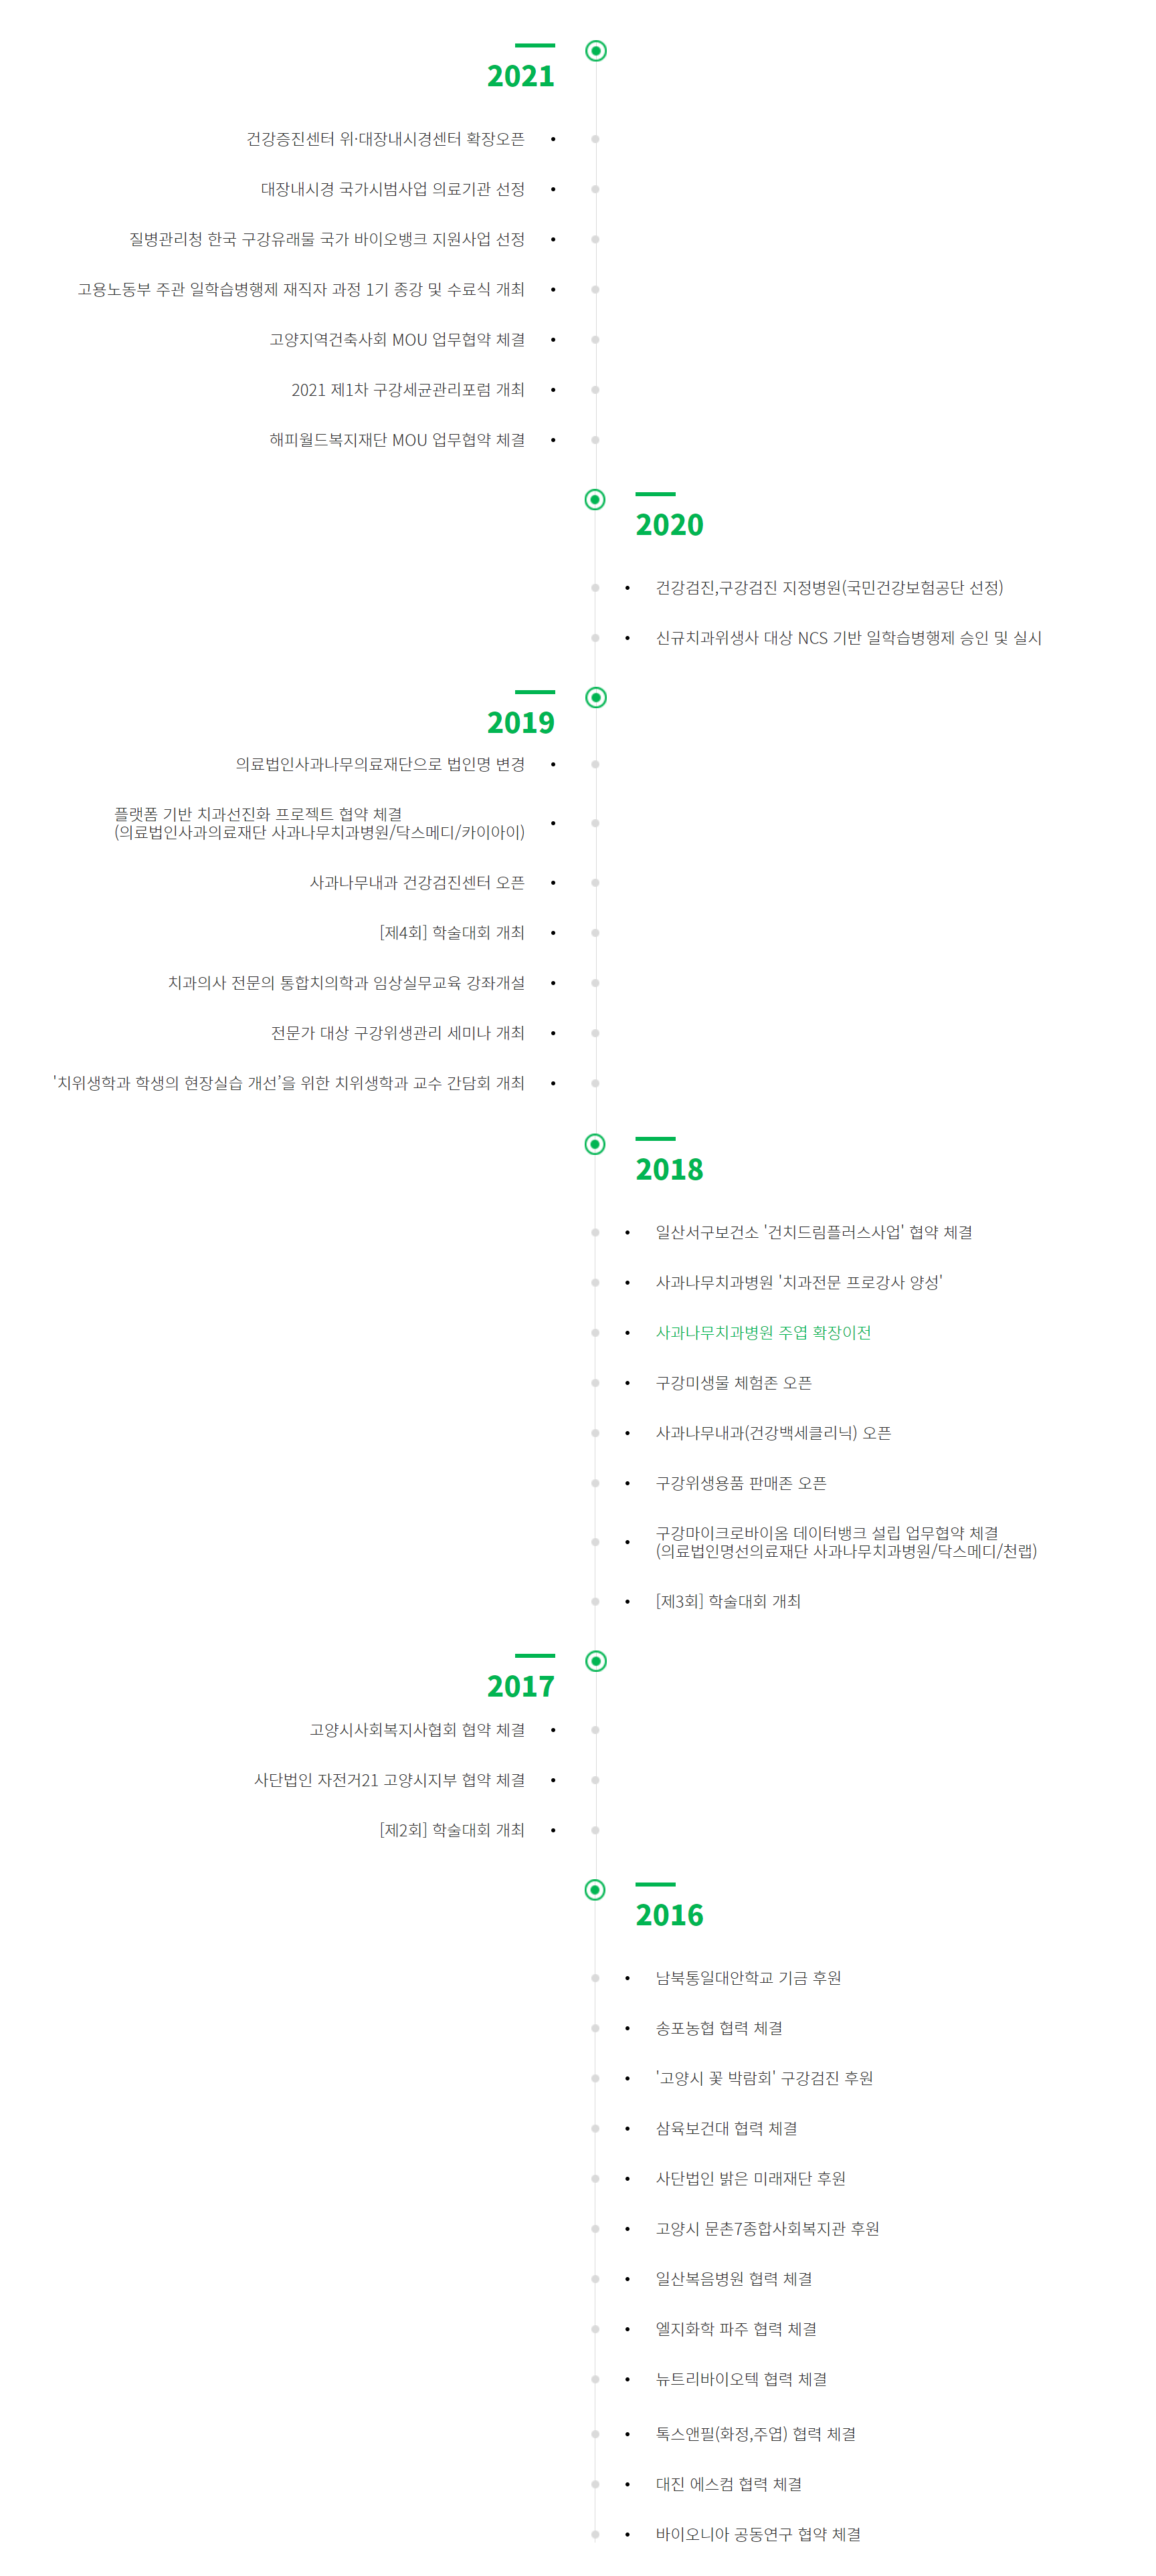 2021
건강증진센터 위·대장내시경센터 확장오픈
대장내시경 국가시범사업 의료기관 선정
질병관리청 한국 구강유래물 국가 바이오뱅크 지원사업 선정
고용노동부 주관 일학습병행제 재직자 과정 1기 종강 및 수료식 개최
고양지역건축사회 MOU 업무협약 체결
2021 제1차 구강세균관리포럼 개최
해피월드복지재단 MOU 업무협약 체결
2020
건강검진,구강검진 지정병원(국민건강보험공단 선정)
신규치과위생사 대상 NCS 기반 일학습병행제 승인 및 실시
2019
의료법인사과나무의료재단으로 법인명 변경
플랫폼 기반 치과선진화 프로젝트 협약 체결
(의료법인사과의료재단 사과나무치과병원/닥스메디/카이아이)
사과나무내과 건강검진센터 오픈
[제4회] 학술대회 개최
치과의사 전문의 통합치의학과 임상실무교육 강좌개설
전문가 대상 구강위생관리 세미나 개최
'치위생학과 학생의 현장실습 개선’을 위한 치위생학과 교수 간담회 개최
2018
일산서구보건소 '건치드림플러스사업' 협약 체결
사과나무치과병원 '치과전문 프로강사 양성'
사과나무치과병원 주엽 확장이전
구강미생물 체험존 오픈
사과나무내과(건강백세클리닉) 오픈
구강위생용품 판매존 오픈
구강마이크로바이옴 데이터뱅크 설립 업무협약 체결
(의료법인명선의료재단 사과나무치과병원/닥스메디/천랩)
[제3회] 학술대회 개최
2017
고양시사회복지사협회 협약 체결
사단법인 자전거21 고양시지부 협약 체결
[제2회] 학술대회 개최
2016
남북통일대안학교 기금 후원
송포농협 협력 체결
'고양시 꽃 박람회' 구강검진 후원
삼육보건대 협력 체결
사단법인 밝은 미래재단 후원
고양시 문촌7종합사회복지관 후원
일산복음병원 협력 체결
엘지화학 파주 협력 체결
뉴트리바이오텍 협력 체결
톡스앤필(화정,주엽) 협력 체결
대진 에스컴 협력 체결
바이오니아 공동연구 협약 체결